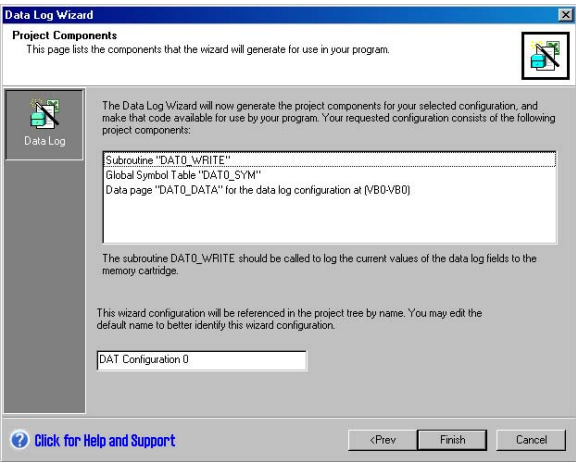 Data Log Wizard
Project Components
This page lists the components that the wizard will generate for use in your program.
Data Log
The Data Log Wizard will now generate the project components for your selected configuration, and
make that code available for use by your program. Your requested configuration consists of the following
project components:
Subroutine "DAT0_WRITE"
Global Symbol Table "DAT0_SYM"
Data page "DAT0_DATA" for the data log configuration at (VB0-VB0)
The subroutine DAT0_WRITE should be called to log the current values of the data log fields to the
memory cartridge.
This wizard configuration will be referenced in the project tree by name. You may edit the
default name to better identify this wizard configuration.
DAT Configuration 0
Click for Help and Support
<Prev
Finish
Cancel